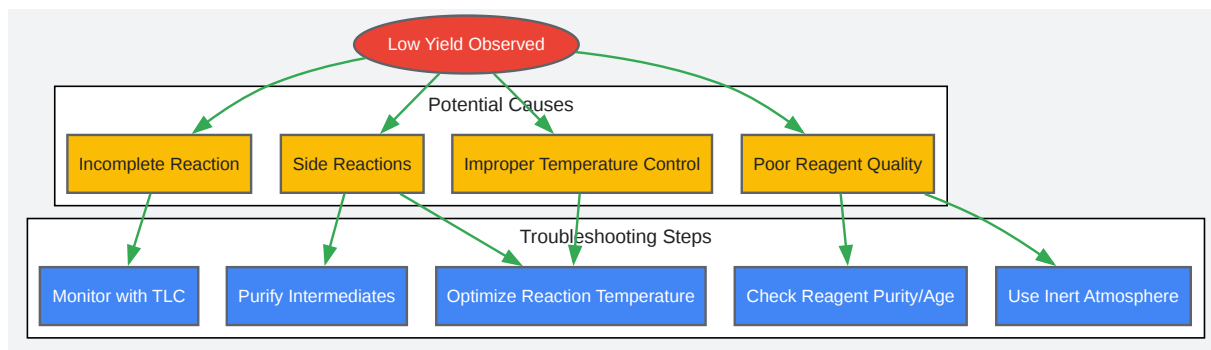 Low Yield Observed
Potential Causes
Incomplete Reaction
Side Reactions
Improper Temperature Control
Poor Reagent Quality
Troubleshooting Steps
Monitor with TLC
Purify Intermediates
Optimize Reaction Temperature
Check Reagent Purity/Age
Use Inert Atmosphere